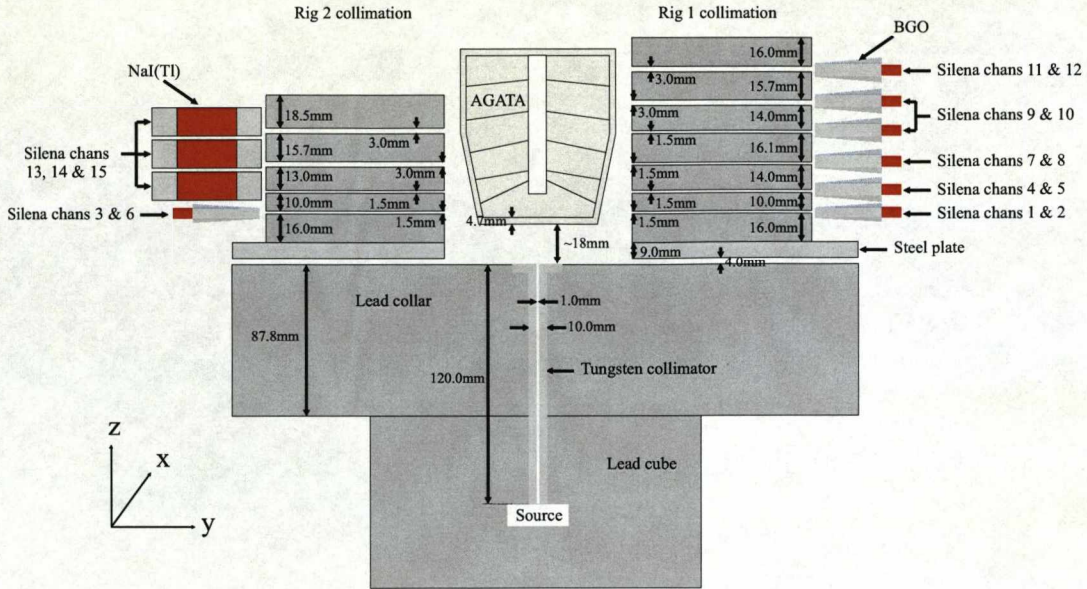 Rig 2 collimation
Rig 1 collimation
NaI(Tl)
AGATA
BGO
16.0mm
Silena chans 11 & 12
3.0mm
15.7mm
18.5mm
3.0mm
14.0mm
Silena chans
9 & 10
3.0mm
1.5mm
Silena chans
13, 14 & 15
15.7mm
16.1mm
Silena chans 7 & 8
13.0mm
3.0mm
1.5mm
14.0mm
Silena chans 4 & 5
10.0mm
1.5mm
1.5mm
10.0mm
Silena chans 3 & 6
Silena chans 1 & 2
16.0mm
1.5mm
4.7mm
1.5mm
16.0mm
~18mm
9.0mm
Steel plate
4.0mm
Lead collar
1.0mm
87.8mm
10.0mm
120.0mm
Tungsten collimator
z
x
y
Lead cube
Source